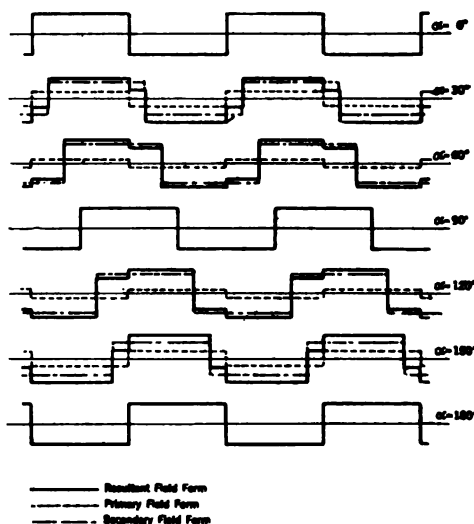 α=0°
α=30°
α=60°
α=90°
α=120°
α=150°
α=180°
Resultant Field Form
Primary Field Form
Secondary Field Form